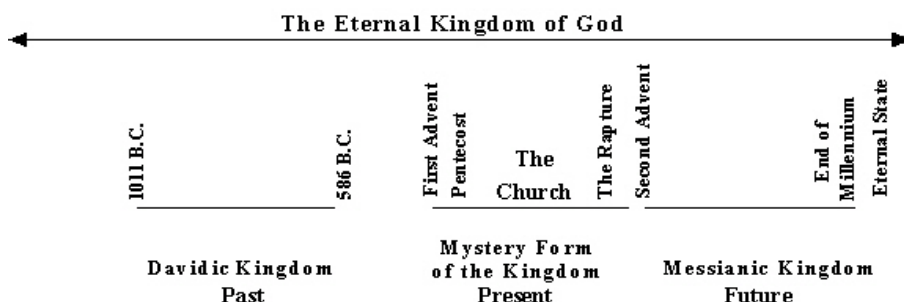 The Eternal Kingdom of God
1011 B.C.
586 B.C.
First Advent
Pentecost
The
Church
The Rapture
Second Advent
End of
Millennium
Eternal State
Davidic Kingdom
Past
Mystery Form
of the Kingdom
Present
Messianic Kingdom
Future